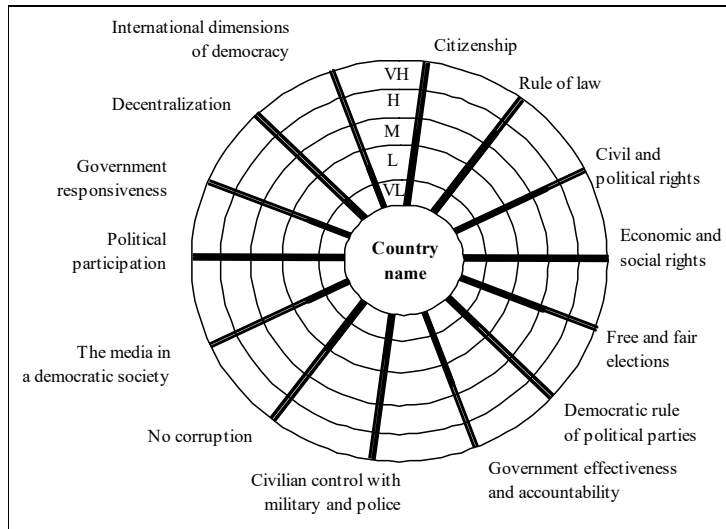 International dimensions
of democracy
Citizenship
Rule of law
Civil and
political rights
Economic and
social rights
Free and fair
elections
Democratic rule
of political parties
Government effectiveness
and accountability
Civilian control with
military and police
No corruption
The media in
a democratic society
Political
participation
Government
responsiveness
Decentralization
VH
H
M
L
VL
Country
name